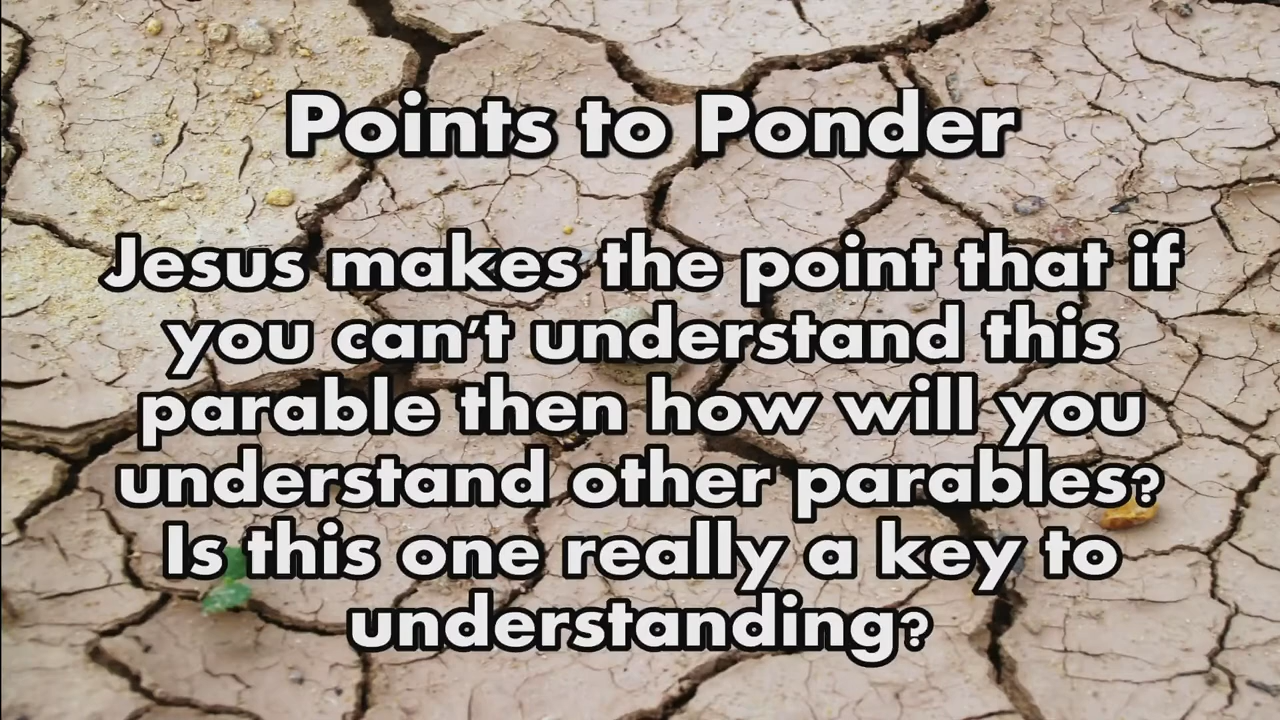 Points to Ponder
Jesus makes the point that if
you can't understand this
parable then how will you
understand other parables?
Is this one really a key to
understanding?